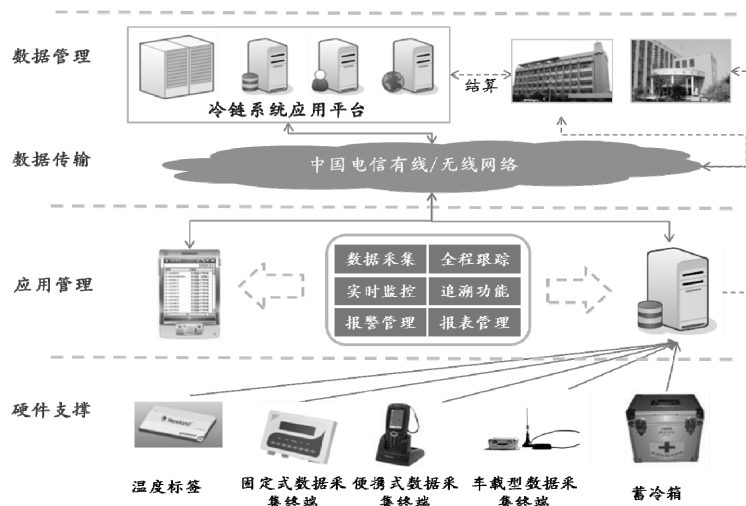 数据管理
冷链系统应用平台
结算
数据传输
中国电信有线/无线网络
应用管理
数据采集
全程跟踪
实时监控
追溯功能
报警管理
报表管理
硬件支撑
Newland
温度标签
固定式数据采
集终端
便携式数据采
集终端
车载型数据采
集终端
蓄冷箱